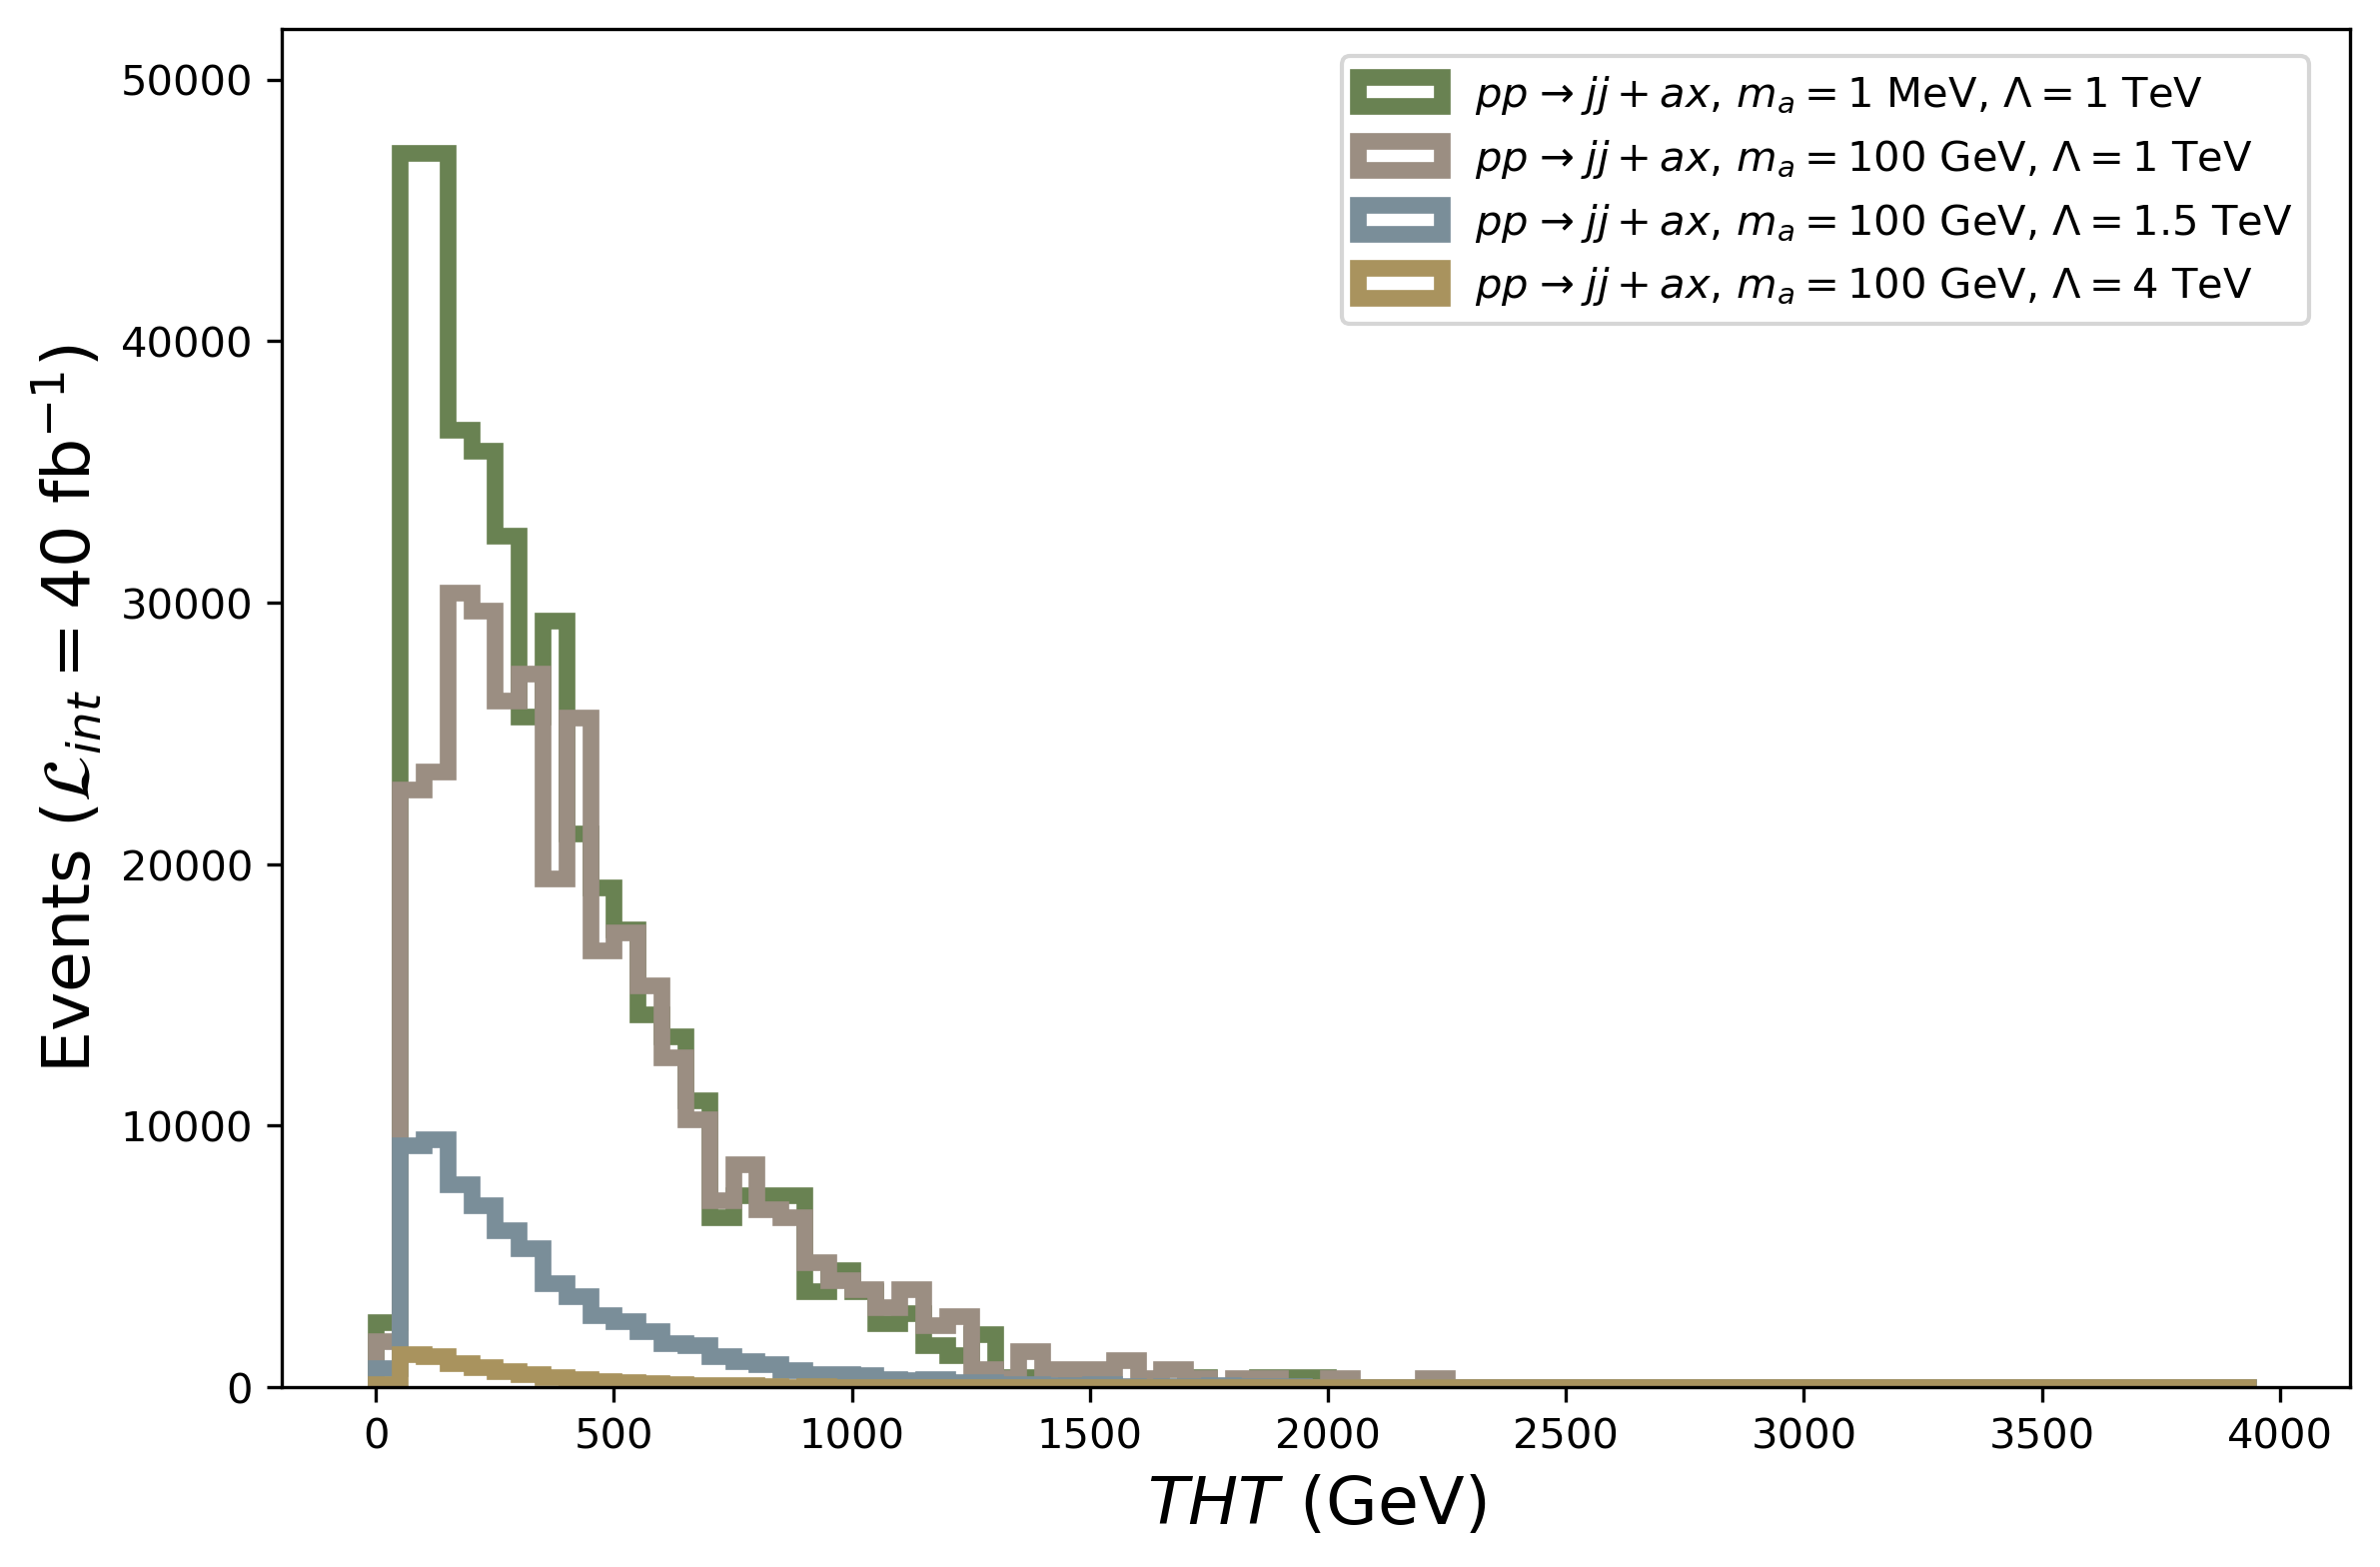 Events (ℒ_int = 40 fb⁻¹)
50000
40000
30000
20000
10000
0
pp → jj + ax, m_a = 1 MeV, Λ = 1 TeV
pp → jj + ax, m_a = 100 GeV, Λ = 1 TeV
pp → jj + ax, m_a = 100 GeV, Λ = 1.5 TeV
pp → jj + ax, m_a = 100 GeV, Λ = 4 TeV
0 500 1000 1500 2000 2500 3000 3500 4000
THT (GeV)